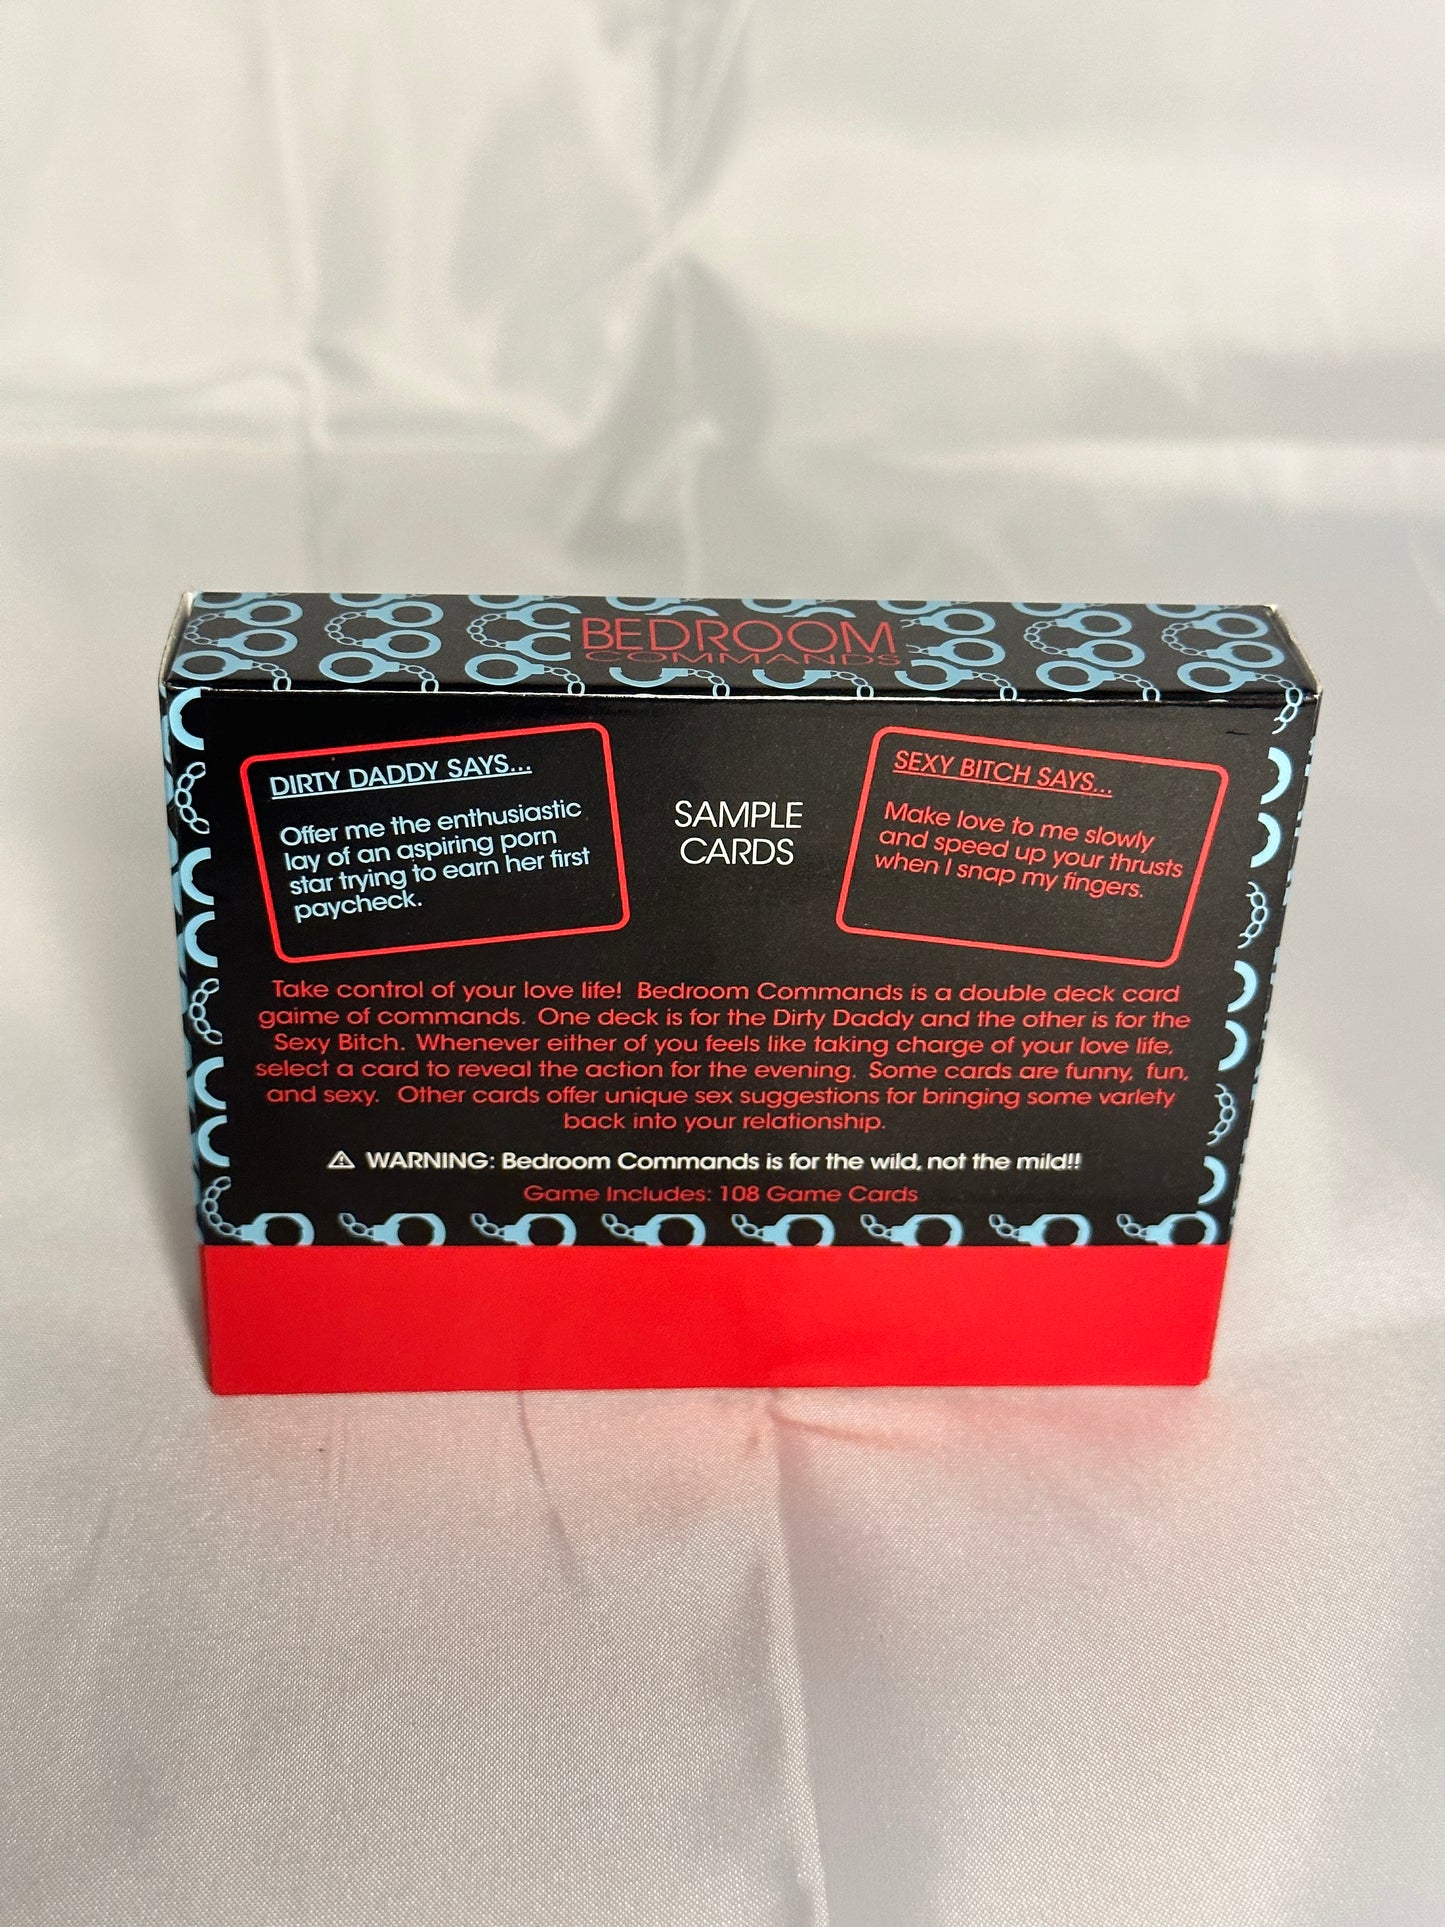 BEDROOM
COMMANDS
DIRTY DADDY SAYS...
Offer me the enthusiastic
lay of an aspiring porn
star trying to earn her first
paycheck.
SAMPLE
CARDS
SEXY BITCH SAYS...
Make love to me slowly
and speed up your thrusts
when I snap my fingers.
Take control of your love life! Bedroom Commands is a double deck card
gaime of commands. One deck is for the Dirty Daddy and the other is for the
Sexy Bitch. Whenever either of you feels like taking charge of your love life,
select a card to reveal the action for the evening. Some cards are funny, fun,
and sexy. Other cards offer unique sex suggestions for bringing some variety
back into your relationship.
⚠ WARNING: Bedroom Commands is for the wild, not the mild!!
Game Includes: 108 Game Cards